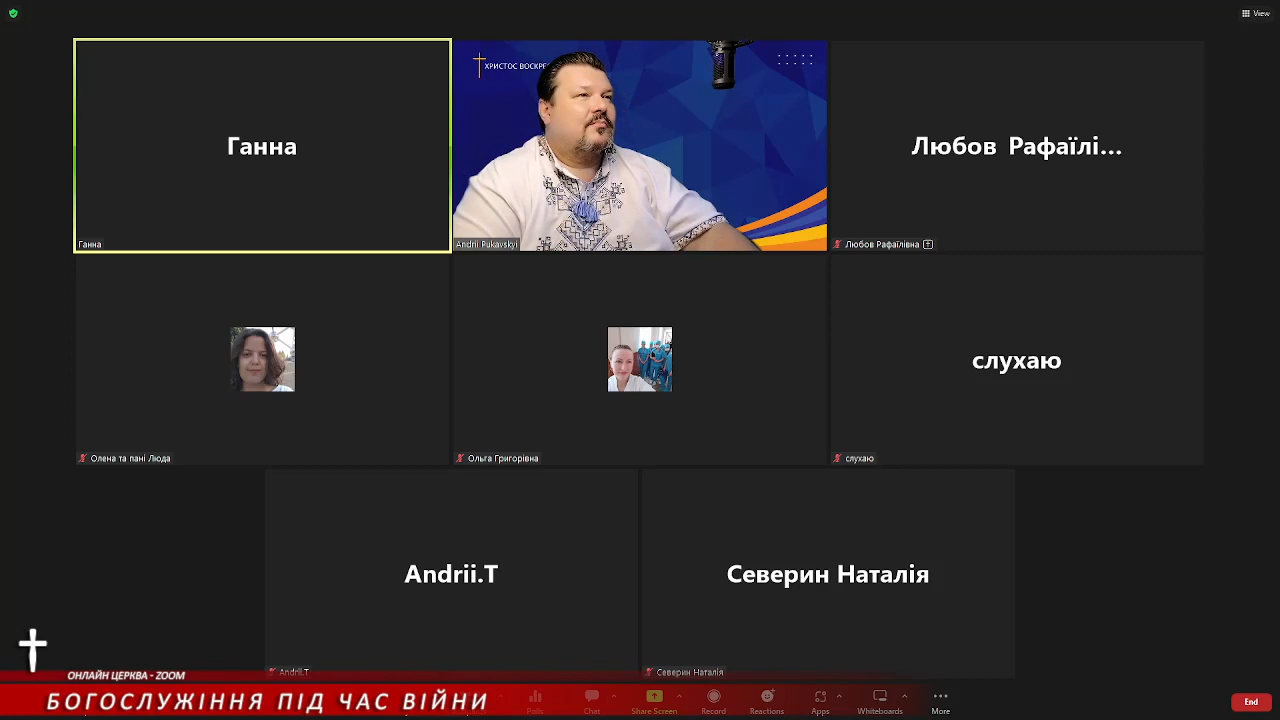 View
Ганна
Ганна
ХРИСТОС ВОСКРЕ
Andrii Pukavskyi
Любов Рафаїлі...
Любов Рафаїлівна
Олена та пані Люда
Ольга Григорівна
слухаю
слухаю
Andrii.T
Andrii.T
Северин Наталія
Северин Наталія
ОНЛАЙН ЦЕРКВА - ZOOM
БОГОСЛУЖІННЯ ПІД ЧАС ВІЙНИ
Polls
Chat
Share Screen
Record
Reactions
Apps
Whiteboards
More
End